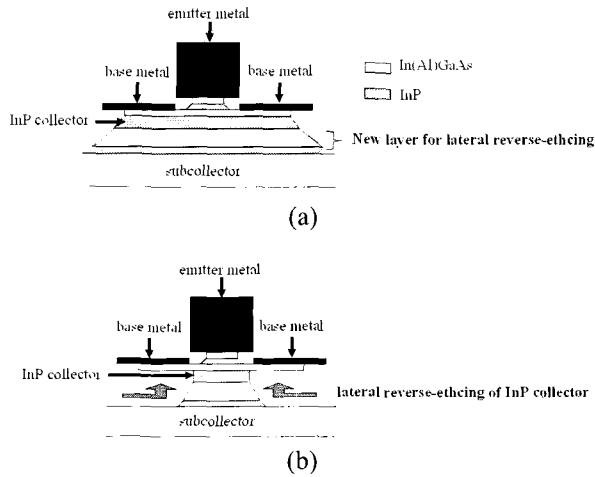 emitter metal
base metal
base metal
In(Al)GaAs
InP
InP collector
New layer for lateral reverse-ethcing
subcollector
(a)
emitter metal
base metal
base metal
InP collector
lateral reverse-ethcing of InP collector
subcollector
(b)